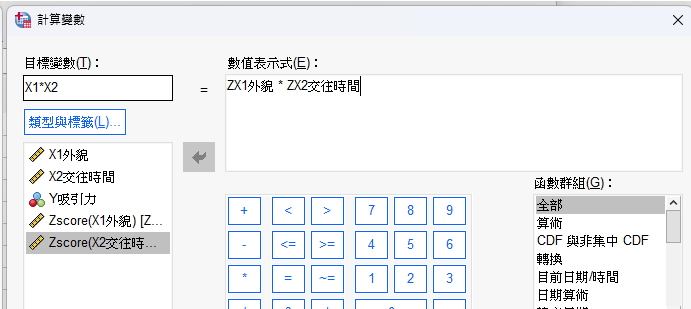 計算變數
目標變數(T)：
X1*X2
=
數值表示式(E)：
ZX1外貌 * ZX2交往時間
類型與標籤(L)...
X1外貌
X2交往時間
Y吸引力
Zscore(X1外貌) [Z...
Zscore(X2交往時...
+ < > 7 8 9
- <= >= 4 5 6
* = ~= 1 2 3
函數群組(G)：
全部
算術
CDF 與非集中 CDF
轉換
目前日期/時間
日期算術